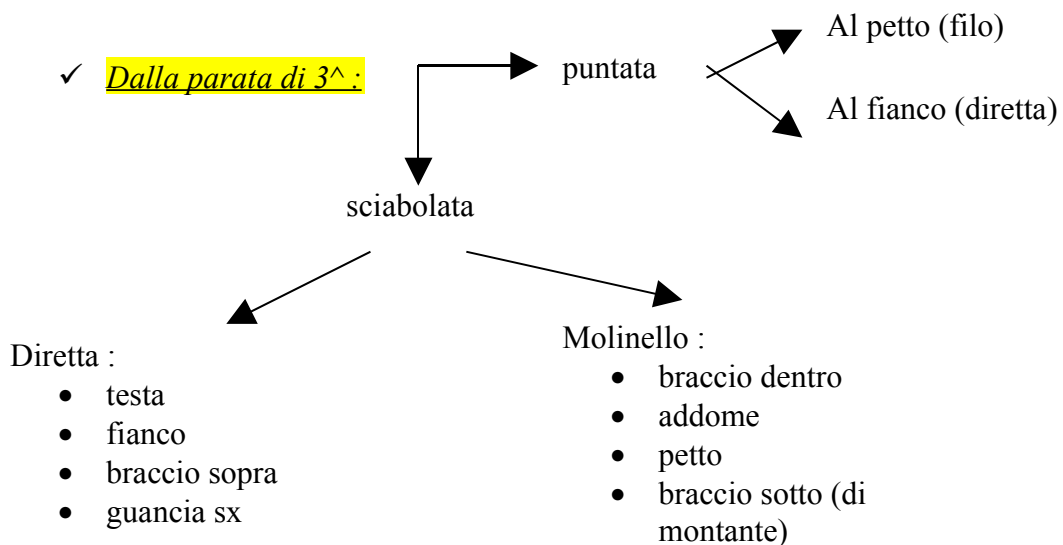 Al petto (filo)
✓ Dalla parata di 3^ :
puntata
Al fianco (diretta)
sciabolata
Diretta :
• testa
• fianco
• braccio sopra
• guancia sx
Molinello :
• braccio dentro
• addome
• petto
• braccio sotto (di
montante)